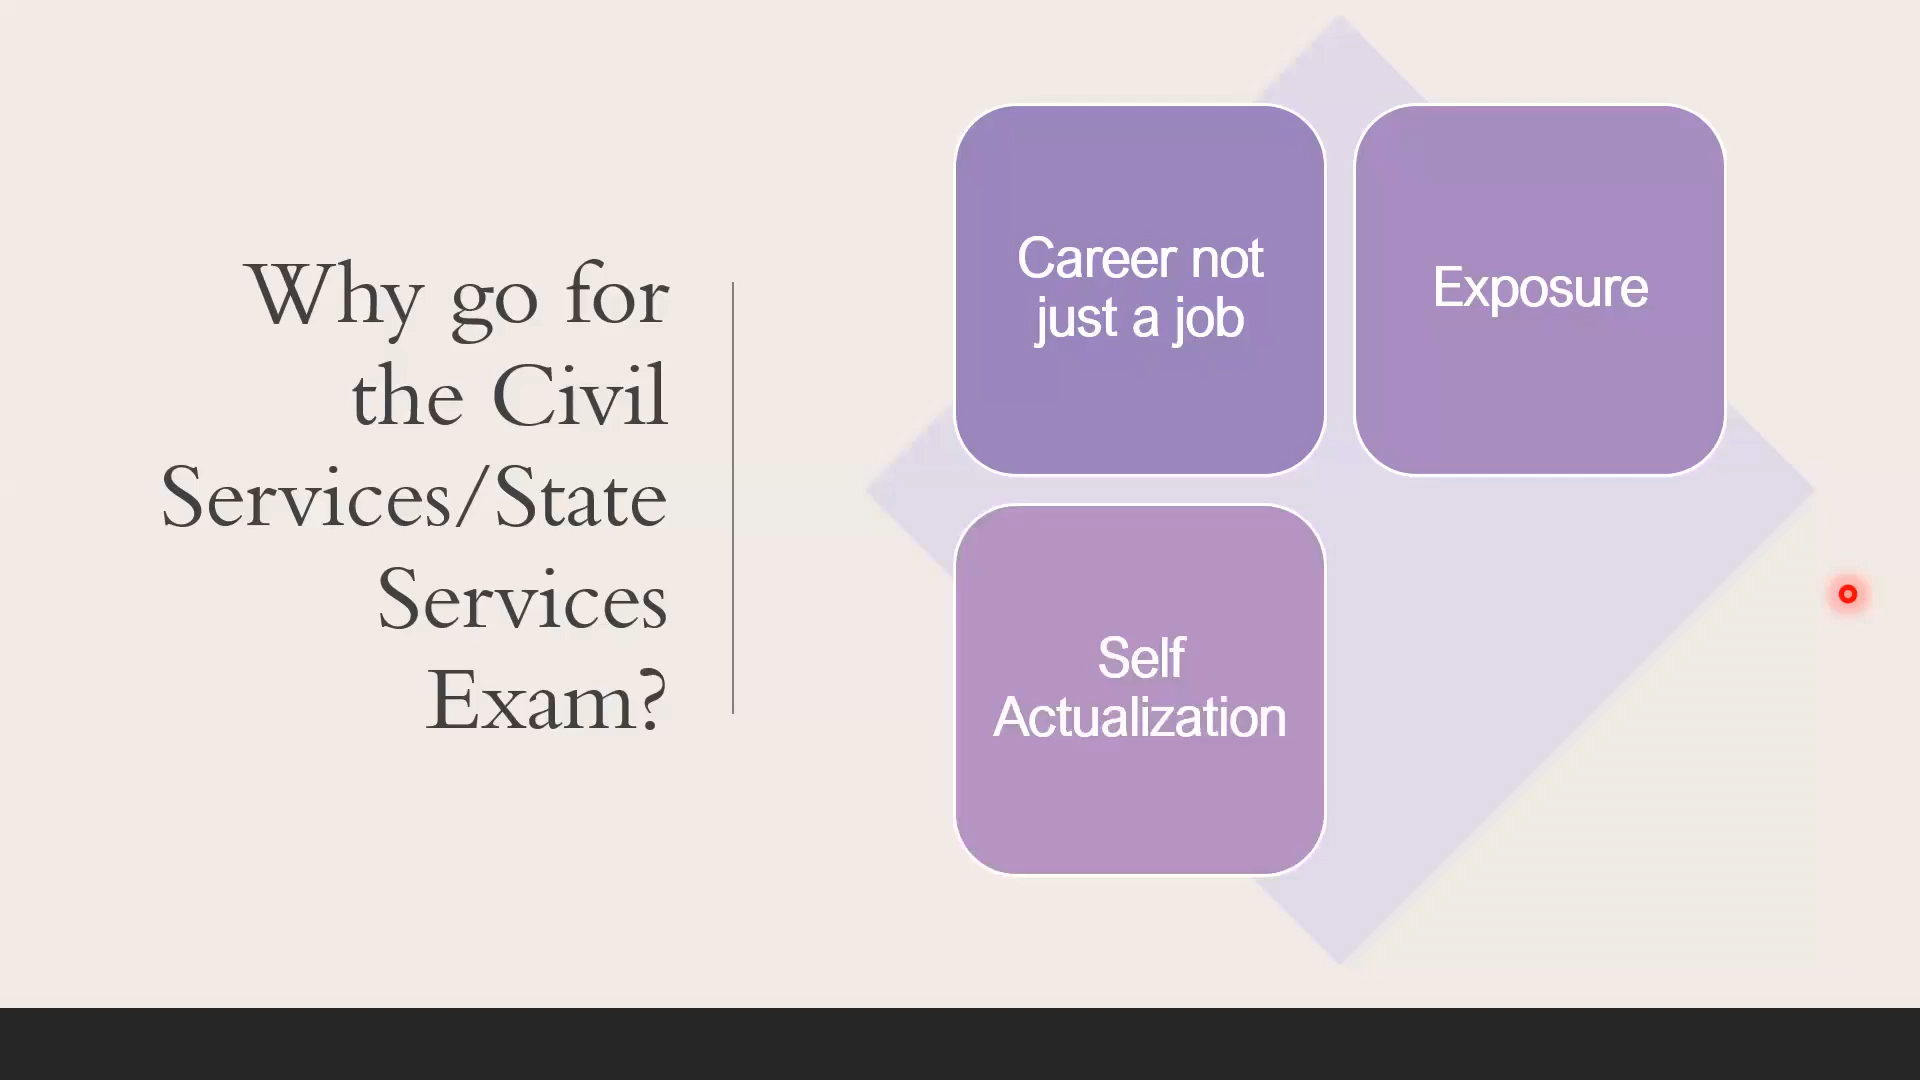 Why go for
the Civil
Services/State
Services
Exam?
Career not
just a job
Exposure
Self
Actualization